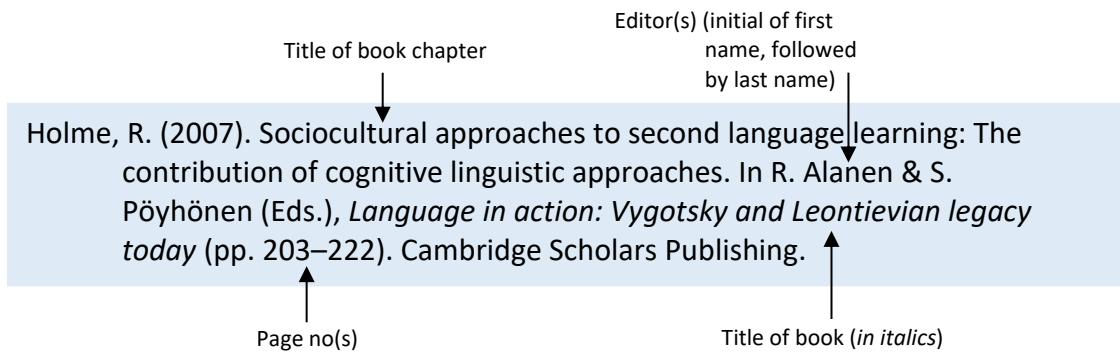 Editor(s) (initial of first
name, followed
by last name)
Title of book chapter
Holme, R. (2007). Sociocultural approaches to second language learning: The
contribution of cognitive linguistic approaches. In R. Alanen & S.
Pöyhönen (Eds.), Language in action: Vygotsky and Leontievian legacy
today (pp. 203–222). Cambridge Scholars Publishing.
Page no(s)
Title of book (in italics)